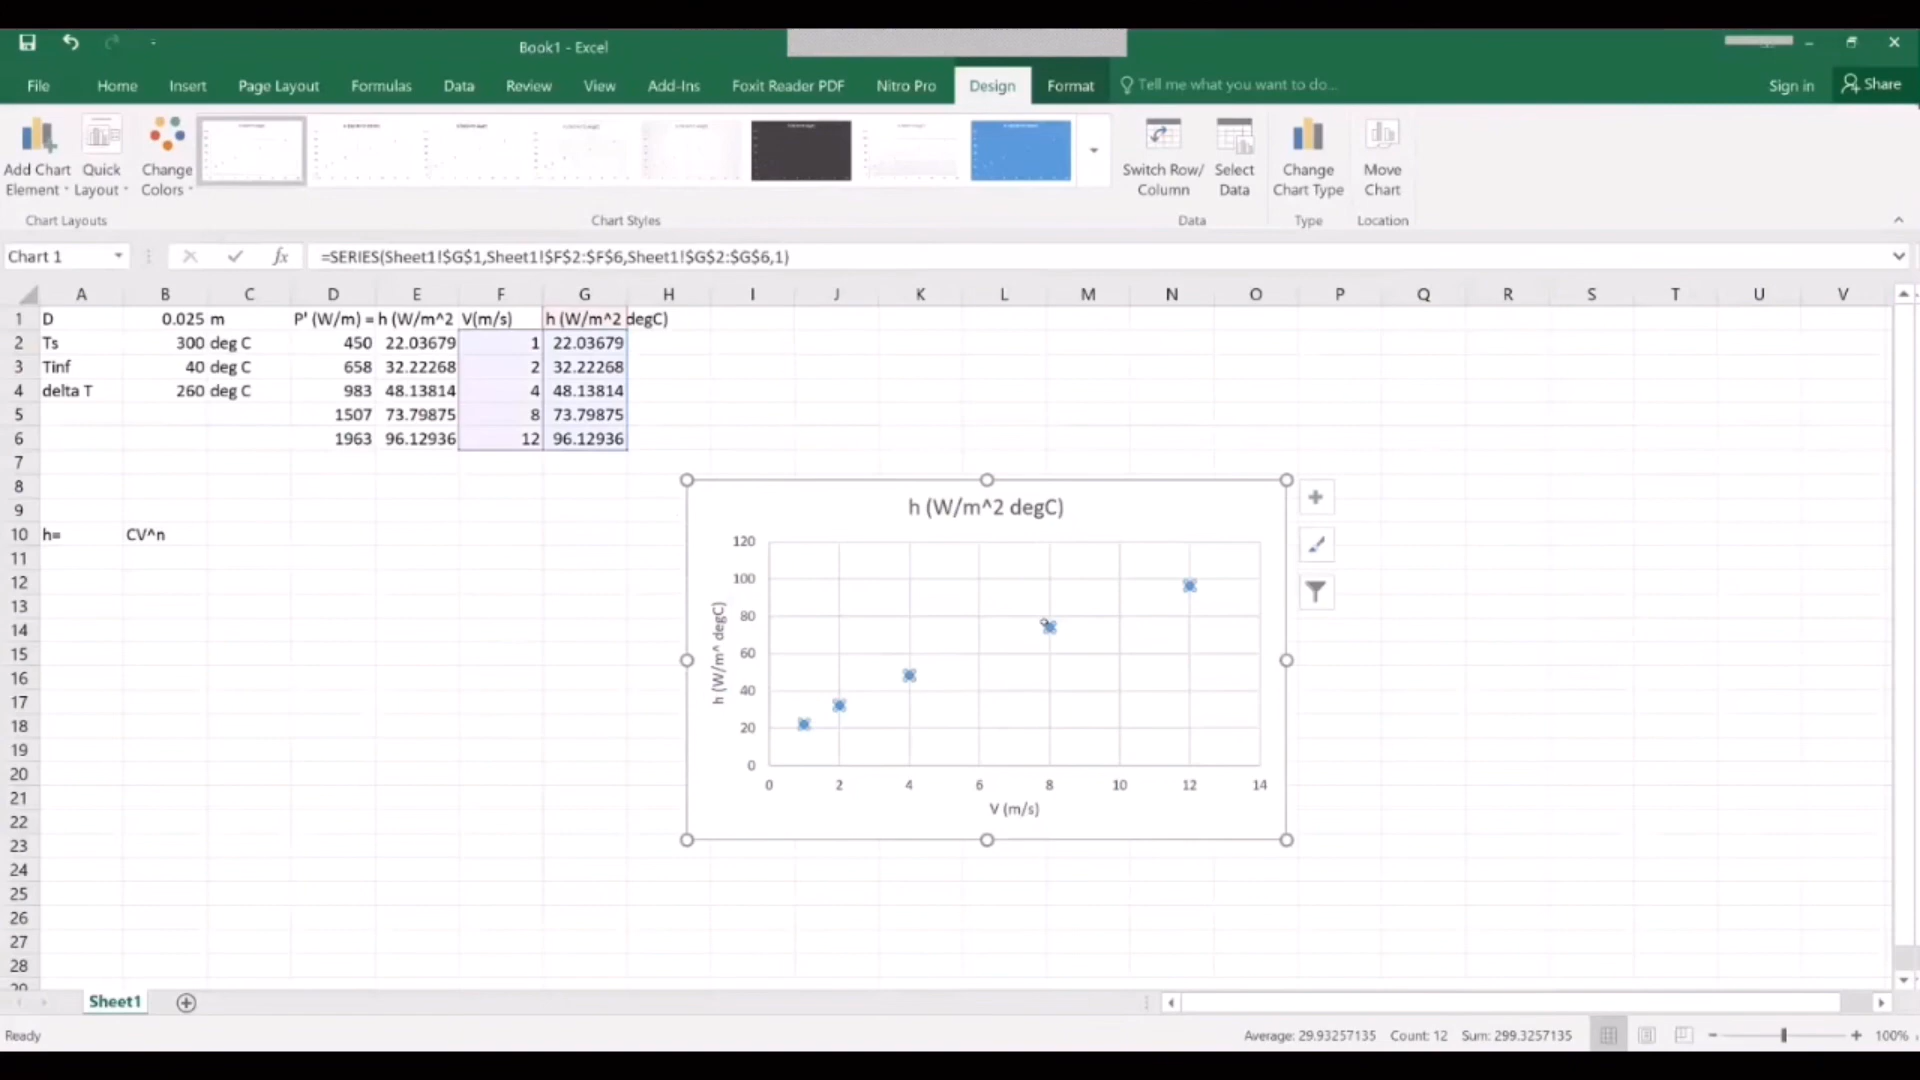 Book1 - Excel
File Home Insert Page Layout Formulas Data Review View Add-Ins Foxit Reader PDF Nitro Pro Design Format Tell me what you want to do... Sign in Share
Add Chart Element
Quick Layout
Change Colors
Switch Row/ Column
Select Data
Change Chart Type
Move Chart
Chart Layouts Chart Styles Data Type Location
Chart 1 fx =SERIES(Sheet1!$G$1,Sheet1!$F$2:$F$6,Sheet1!$G$2:$G$6,1)
A B C D E F G H I J K L M N O P Q R S T U V
1 D 0.025 m P' (W/m) = h (W/m^2 V(m/s) h (W/m^2 degC)
2 Ts 300 deg C 450 22.03679 1 22.03679
3 Tinf 40 deg C 658 32.22268 2 32.22268
4 delta T 260 deg C 983 48.13814 4 48.13814
5 1507 73.79875 8 73.79875
6 1963 96.12936 12 96.12936
7
8
9
10 h= CV^n
11
12
13
14
15
16
17
18
19
20
21
22
23
24
25
26
27
28
29
h (W/m^2 degC)
h (W/m^ degC)
120
100
80
60
40
20
0
0 2 4 6 8 10 12 14
V (m/s)
Sheet1
Ready Average: 29.93257135 Count: 12 Sum: 299.3257135 100%